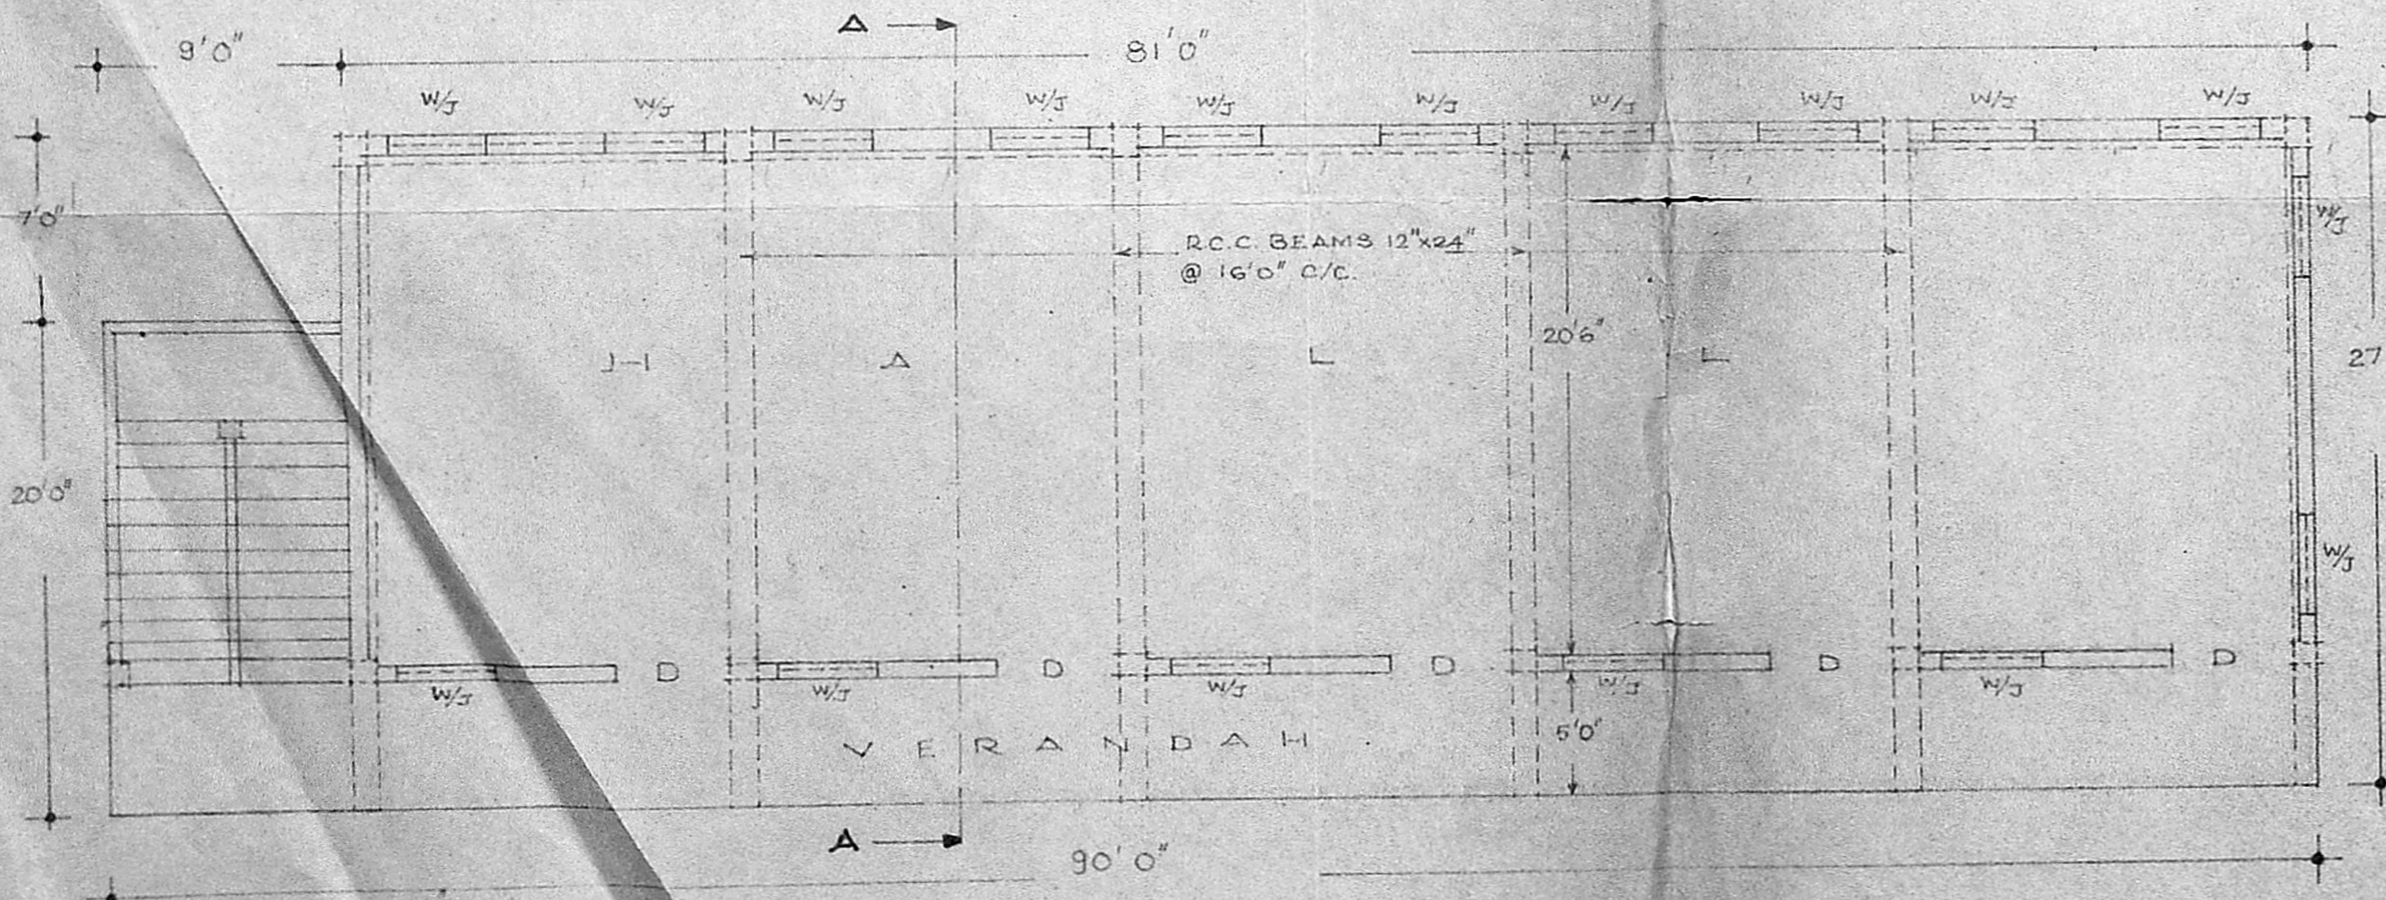 A
9'0"
81'0"
W/J W/J W/J W/J W/J W/J W/J W/J W/J W/J
7'0"
W/J
R.C.C. BEAMS 12"x24"
@ 16'0" C/C.
20'6"
H A L L
27
20'0"
W/J
D D D D D
W/J W/J W/J W/J W/J
5'0"
VERANDAH
A
90'0"